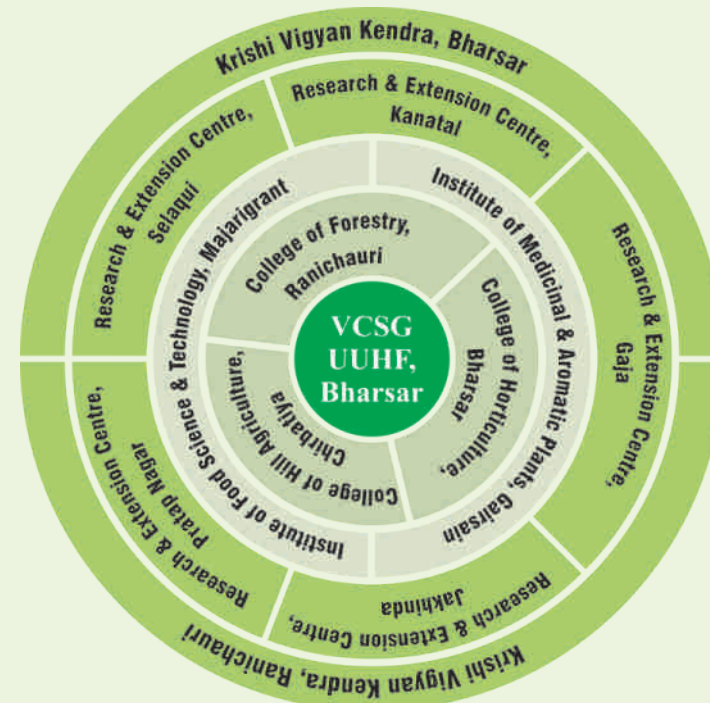 Krishi Vigyan Kendra, Bharsar
Research & Extension Centre,
Kanatal
Research & Extension Centre,
Selaqui
Research & Extension Centre,
Gaja
Institute of Food Science & Technology, Majarigrant
Institute of Medicinal & Aromatic Plants, Gairsain
College of Forestry,
Ranichauri
College of Horticulture,
Bharsar
VCSG
UUHF,
Bharsar
College of Hill Agriculture,
Chirbatiya
Research & Extension Centre,
Pratap Nagar
Research & Extension Centre,
Jakhinda
Krishi Vigyan Kendra, Ranichauri